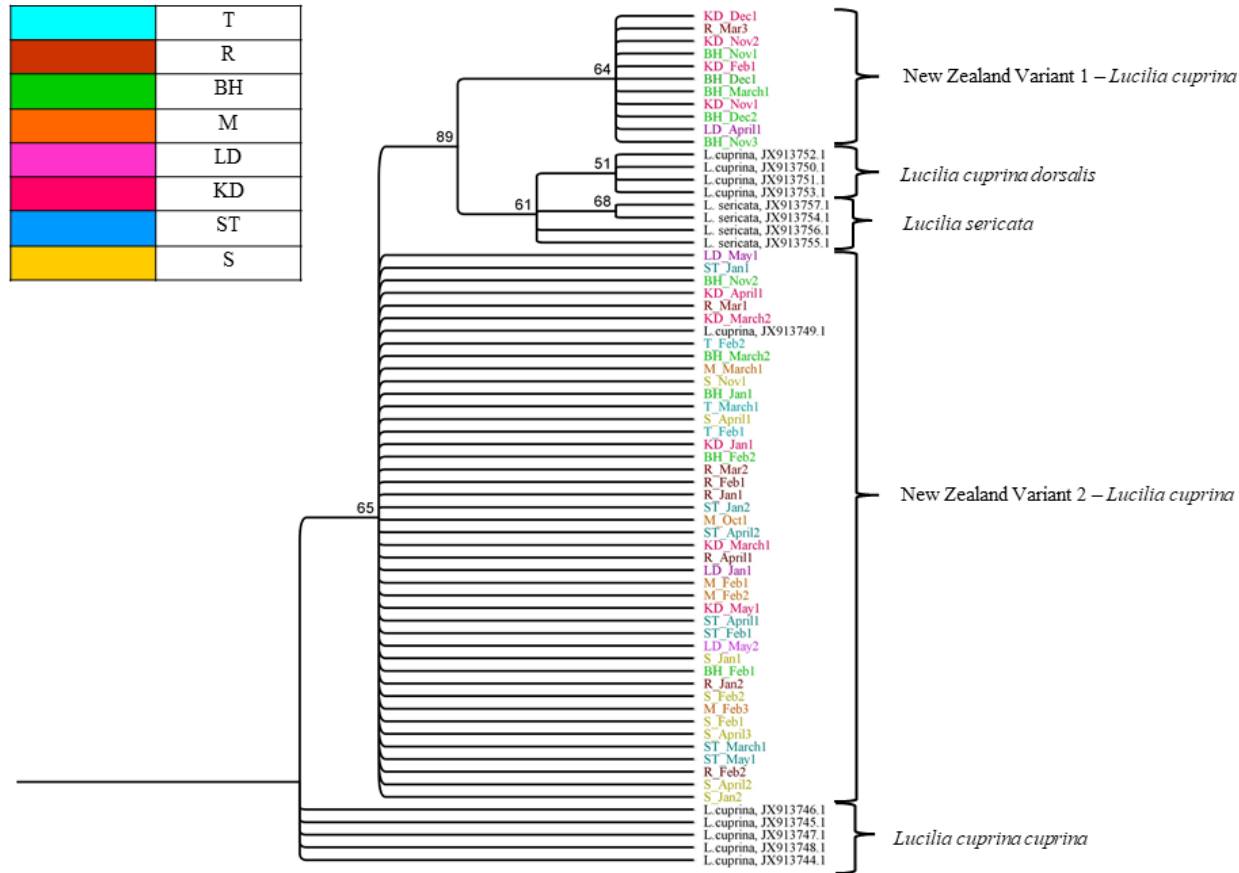 T
R
BH
M
LD
KD
ST
S
KD_Dec1
R_Mar3
KD_Nov2
BH_Nov1
KD_Feb1
BH_Dec1
BH_March1
KD_Nov1
BH_Dec2
LD_April1
BH_Nov3
L.cuprina, JX913752.1
L.cuprina, JX913750.1
L.cuprina, JX913751.1
L.cuprina, JX913753.1
L. sericata, JX913757.1
L. sericata, JX913754.1
L. sericata, JX913756.1
L. sericata, JX913755.1
LD_May1
ST_Jan1
BH_Nov2
KD_April1
R_Mar1
KD_March2
L.cuprina, JX913749.1
T_Feb2
BH_March2
M_March1
S_Nov1
BH_Jan1
T_March1
S_April1
T_Feb1
KD_Jan1
BH_Feb2
R_Mar2
R_Feb1
R_Jan1
ST_Jan2
M_Oct1
ST_April2
KD_March1
R_April1
LD_Jan1
M_Feb1
M_Feb2
KD_May1
ST_April1
ST_Feb1
LD_May2
S_Jan1
BH_Feb1
R_Jan2
S_Feb2
M_Feb3
S_Feb1
S_April3
ST_March1
ST_May1
R_Feb2
S_April2
S_Jan2
L.cuprina, JX913746.1
L.cuprina, JX913745.1
L.cuprina, JX913747.1
L.cuprina, JX913748.1
L.cuprina, JX913744.1
64
89
51
68
61
65
New Zealand Variant 1 – Lucilia cuprina
Lucilia cuprina dorsalis
Lucilia sericata
New Zealand Variant 2 – Lucilia cuprina
Lucilia cuprina cuprina